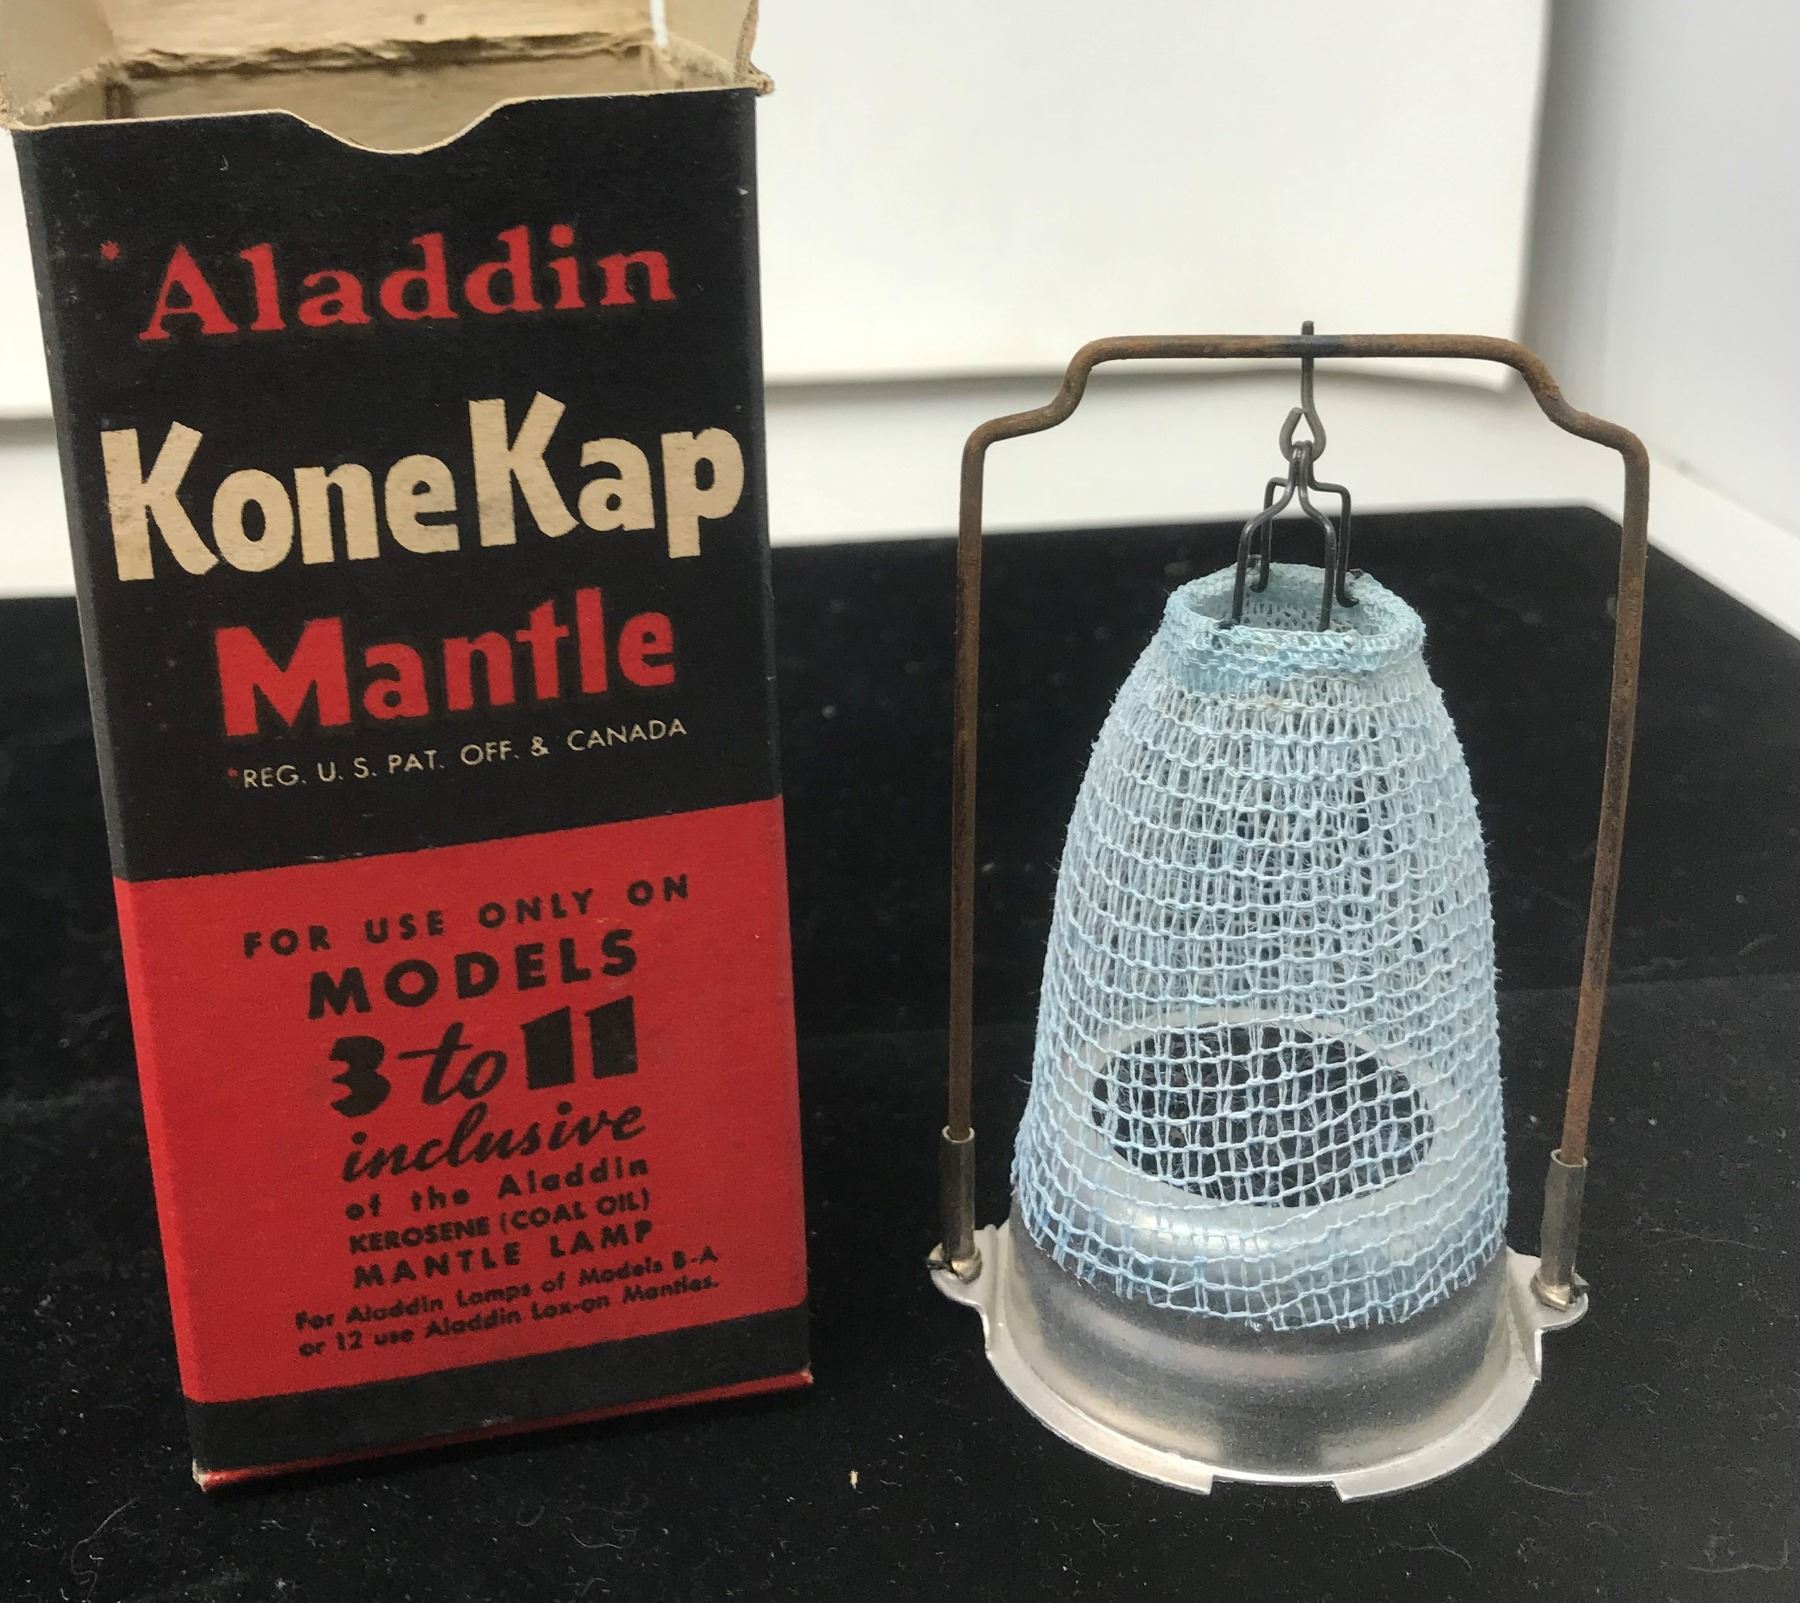 *Aladdin
KoneKap
Mantle
*REG. U. S. PAT. OFF. & CANADA
FOR USE ONLY ON
MODELS
3 to 11
inclusive
of the Aladdin
KEROSENE (COAL OIL)
MANTLE LAMP
For Aladdin Lamps of Models B-A
or 12 use Aladdin Lox-on Mantles.